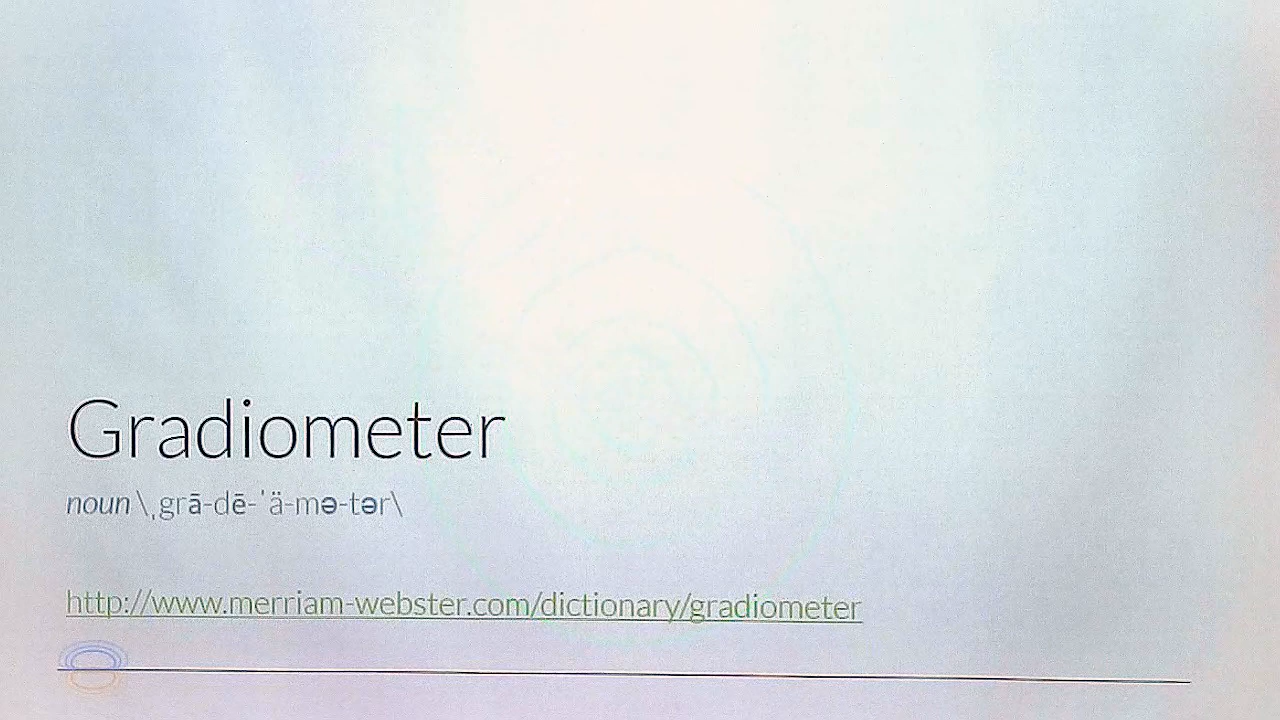 Gradiometer
noun \ˌgrā-dē-ˈä-mə-tər\
http://www.merriam-webster.com/dictionary/gradiometer